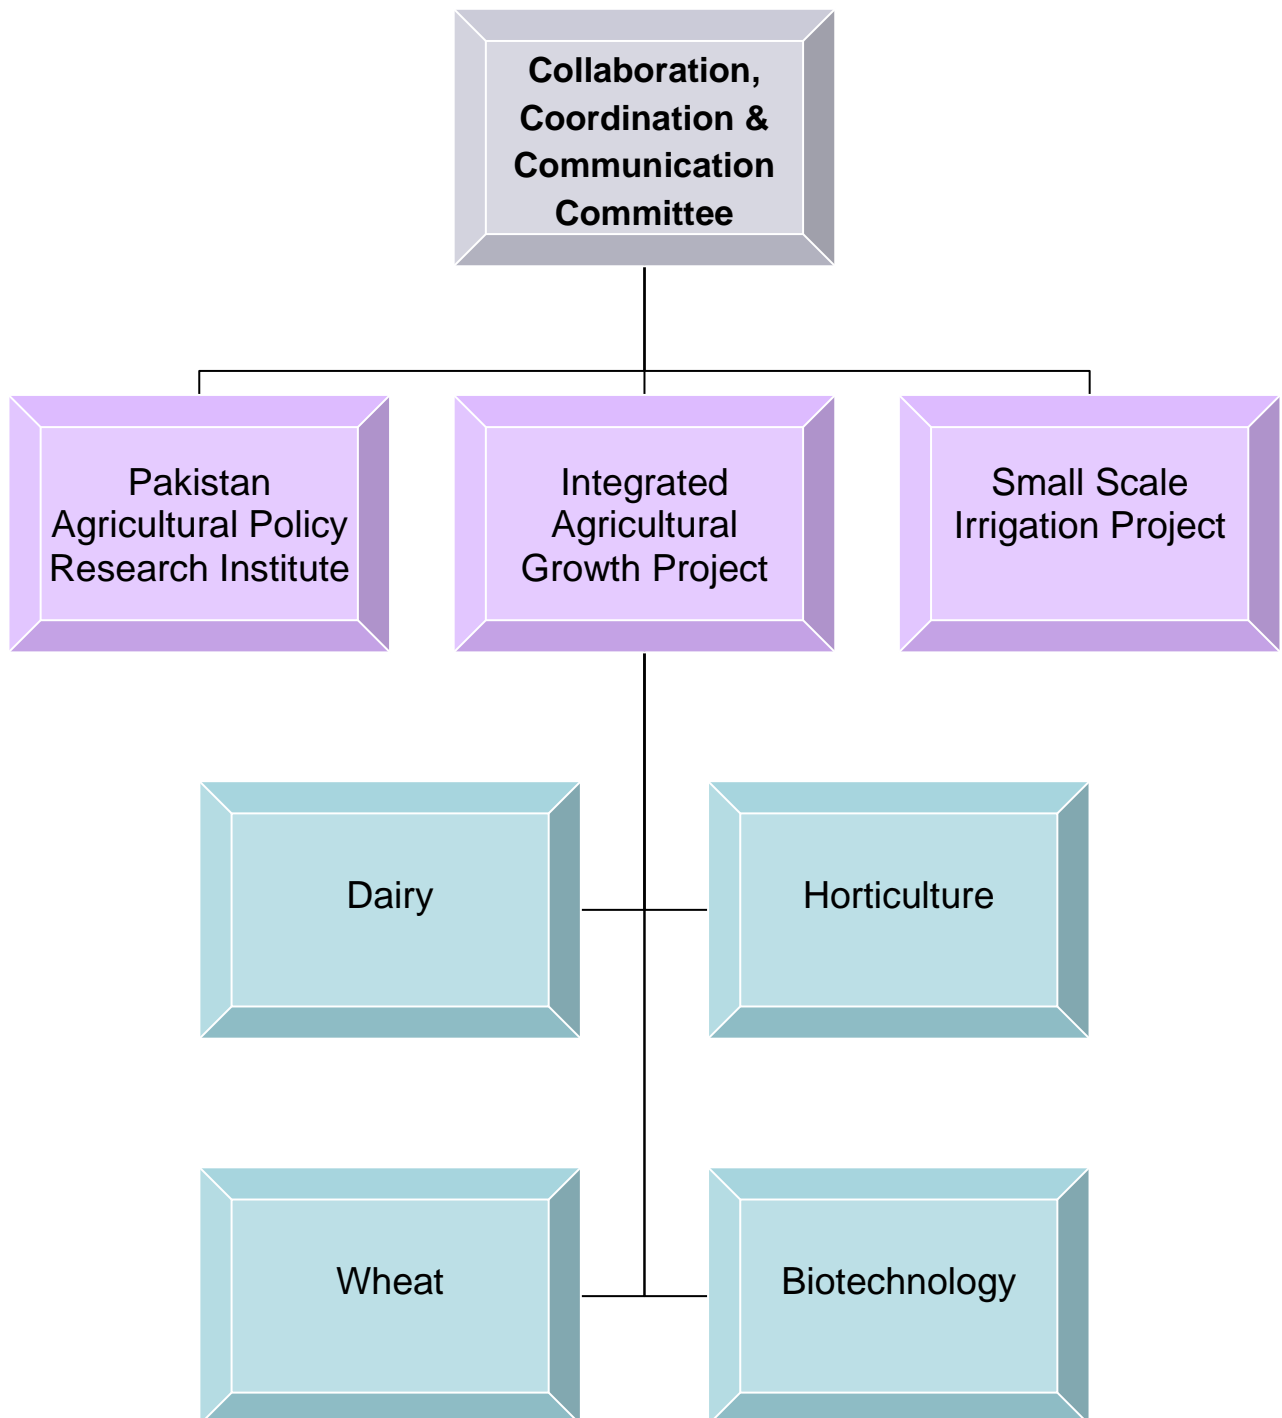 Collaboration,
Coordination &
Communication
Committee
Pakistan
Agricultural Policy
Research Institute
Integrated
Agricultural
Growth Project
Small Scale
Irrigation Project
Dairy
Horticulture
Wheat
Biotechnology